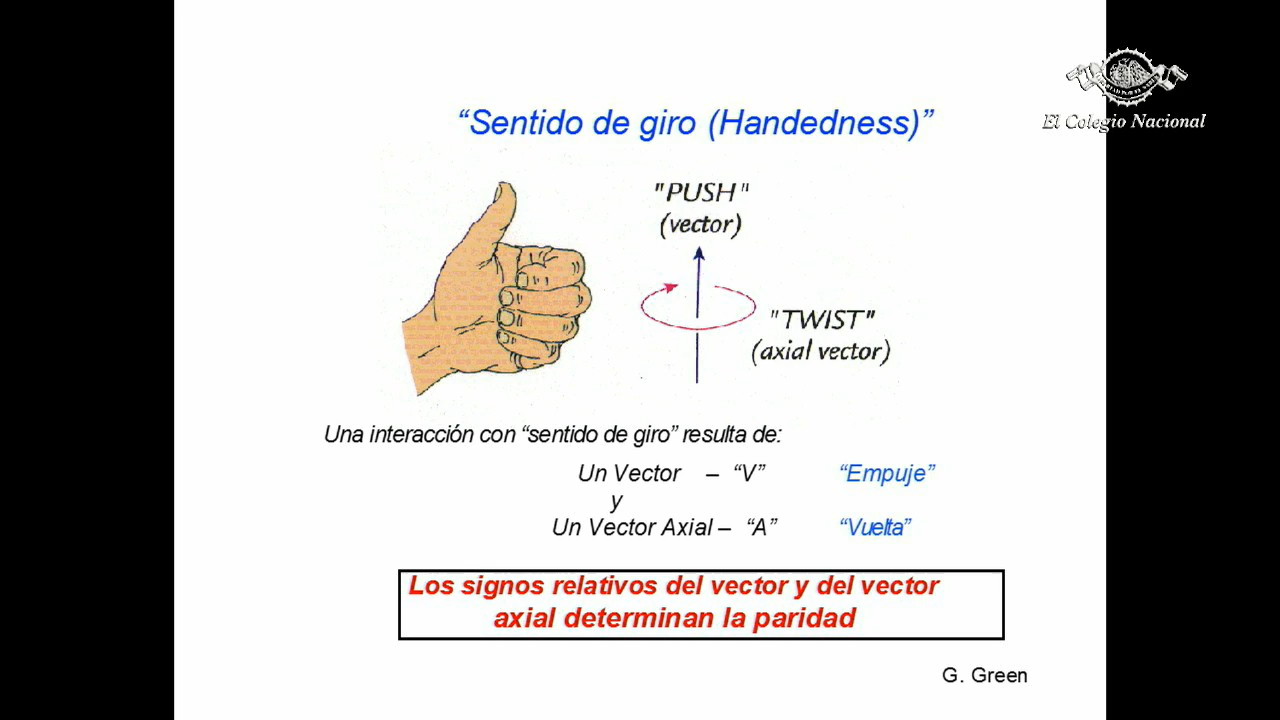 El Colegio Nacional
“Sentido de giro (Handedness)”
"PUSH"
(vector)
"TWIST"
(axial vector)
Una interacción con “sentido de giro” resulta de:
Un Vector – “V” “Empuje”
y
Un Vector Axial – “A” “Vuelta”
Los signos relativos del vector y del vector
axial determinan la paridad
G. Green